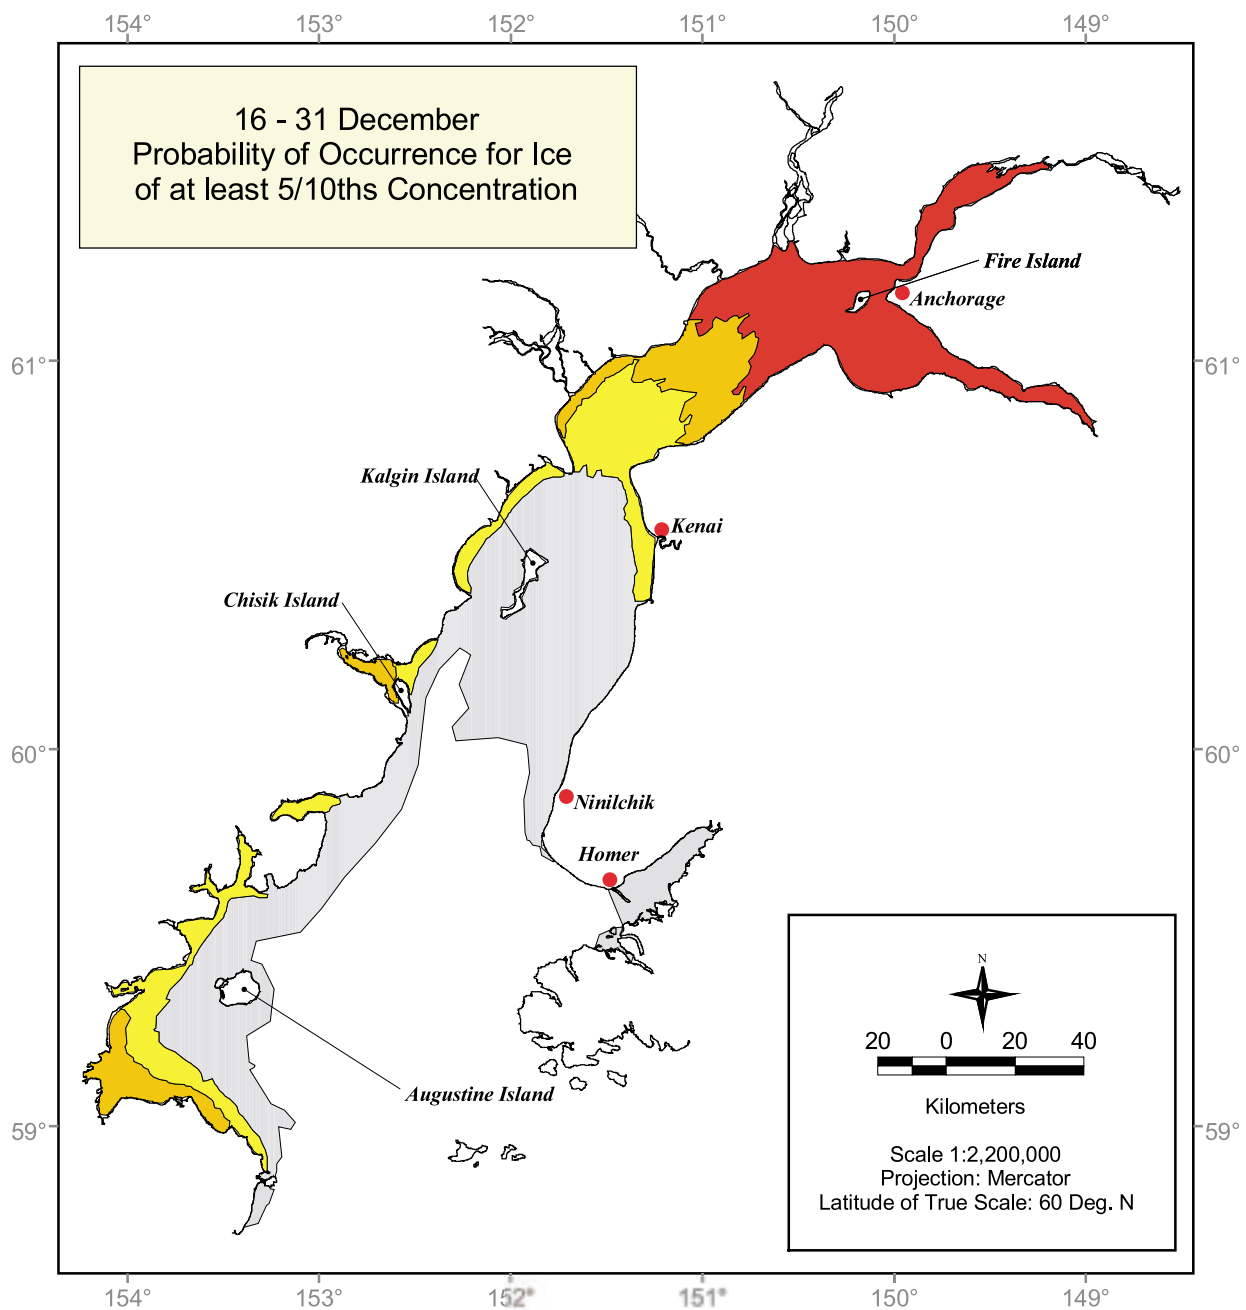 154° 153° 152° 151° 150° 149°
16 - 31 December
Probability of Occurrence for Ice
of at least 5/10ths Concentration
Fire Island
Anchorage
61° 61°
Kalgin Island
Kenai
Chisik Island
60° 60°
Ninilchik
Homer
N
20 0 20 40
Kilometers
Augustine Island
59° 59°
Scale 1:2,200,000
Projection: Mercator
Latitude of True Scale: 60 Deg. N
154° 153° 152° 151° 150° 149°